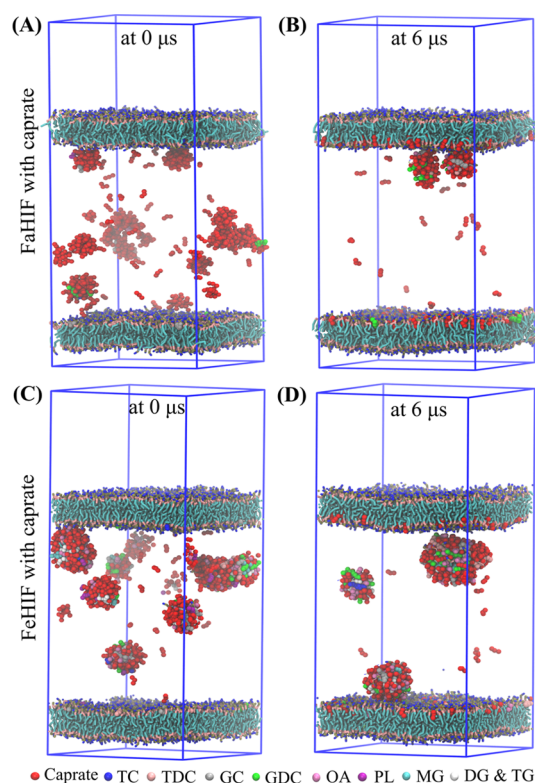 (A) at 0 μs
(B) at 6 μs
FaHIF with caprate
(C) at 0 μs
(D) at 6 μs
FeHIF with caprate
Caprate TC TDC GC GDC OA PL MG DG & TG